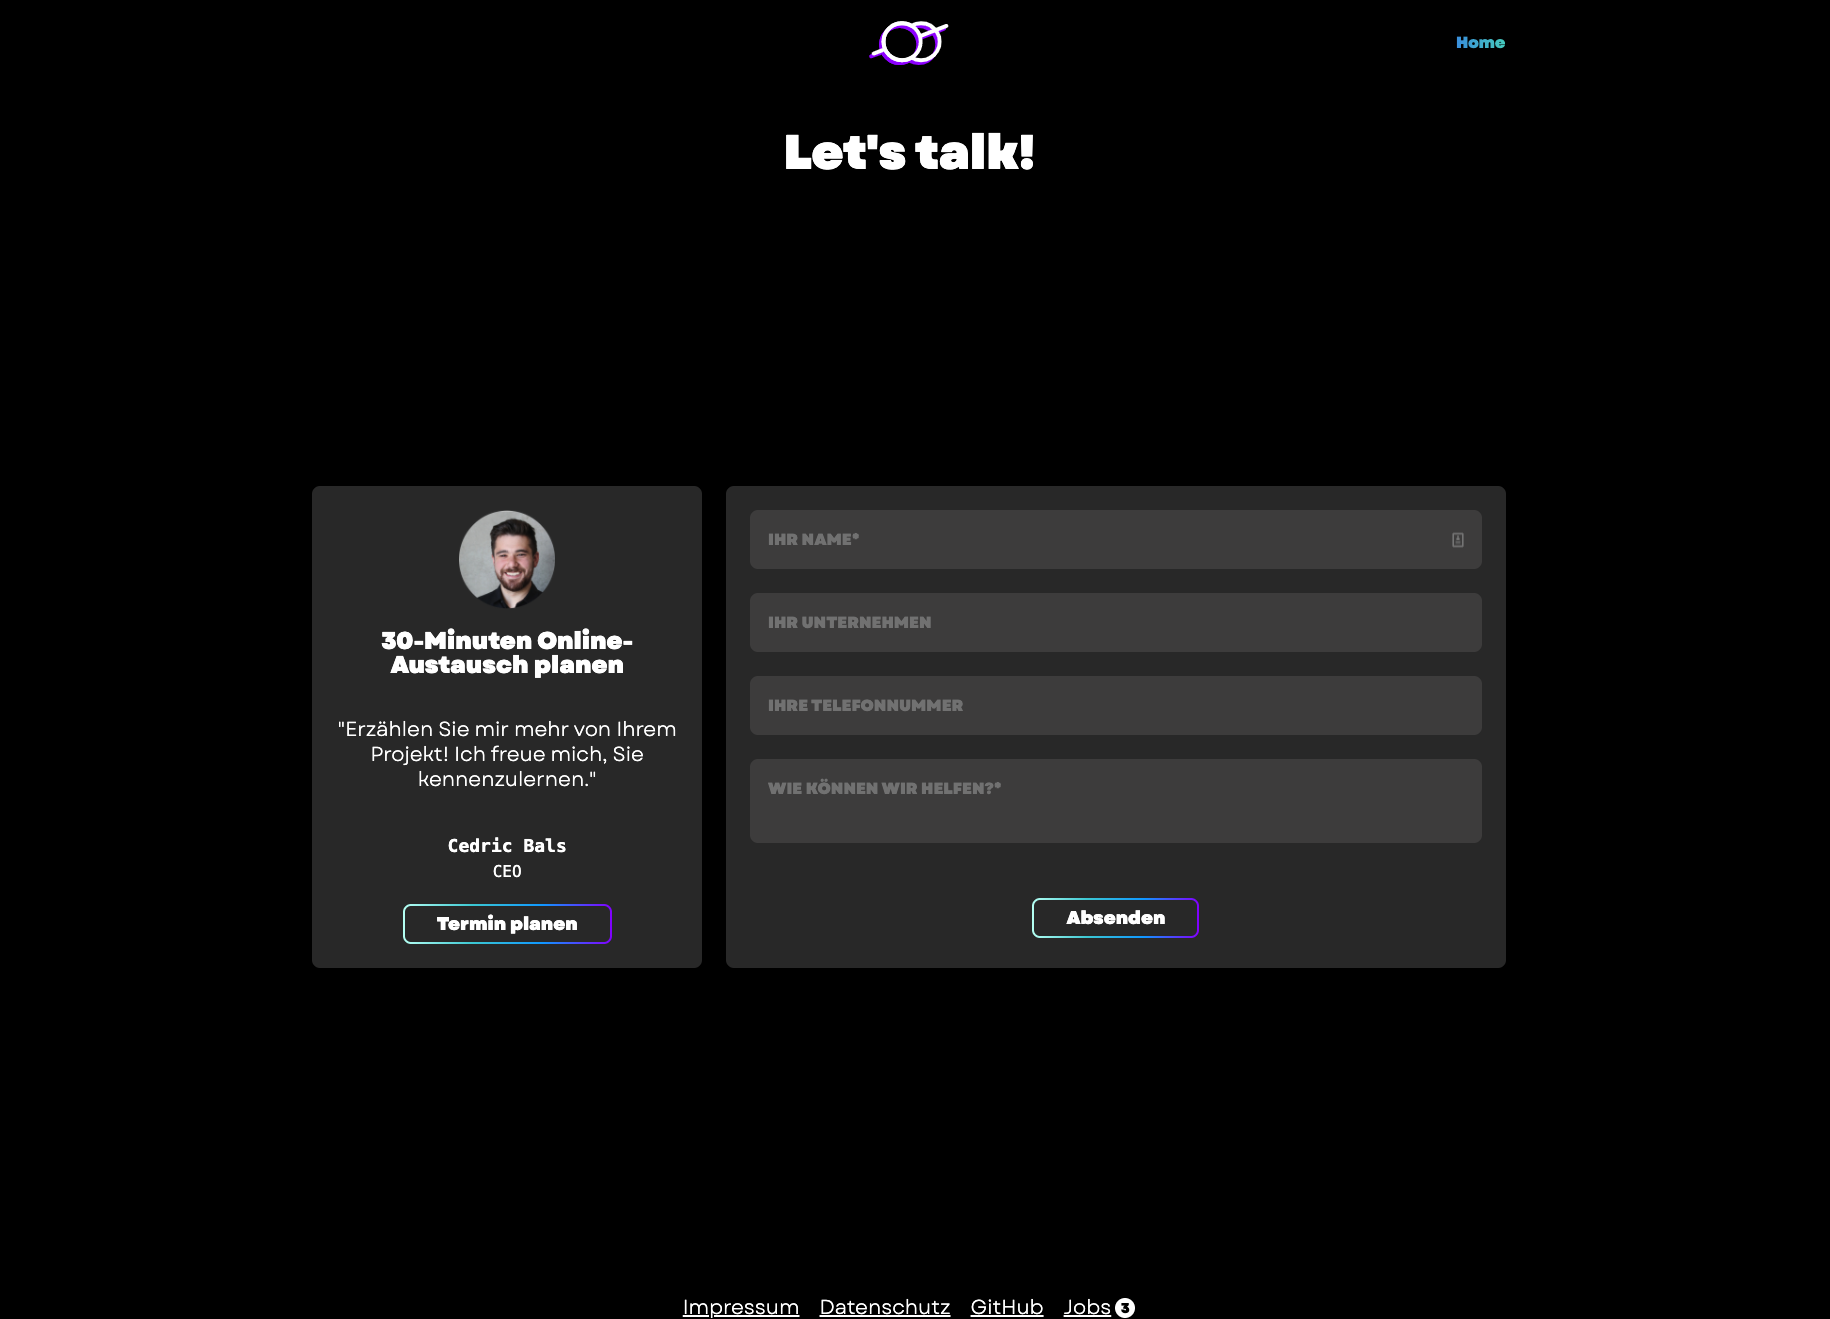 Home
Let's talk!
30-Minuten Online-
Austausch planen
"Erzählen Sie mir mehr von Ihrem
Projekt! Ich freue mich, Sie
kennenzulernen."
Cedric Bals
CEO
Termin planen
IHR NAME*
IHR UNTERNEHMEN
IHRE TELEFONNUMMER
WIE KÖNNEN WIR HELFEN?*
Absenden
Impressum Datenschutz GitHub Jobs 3